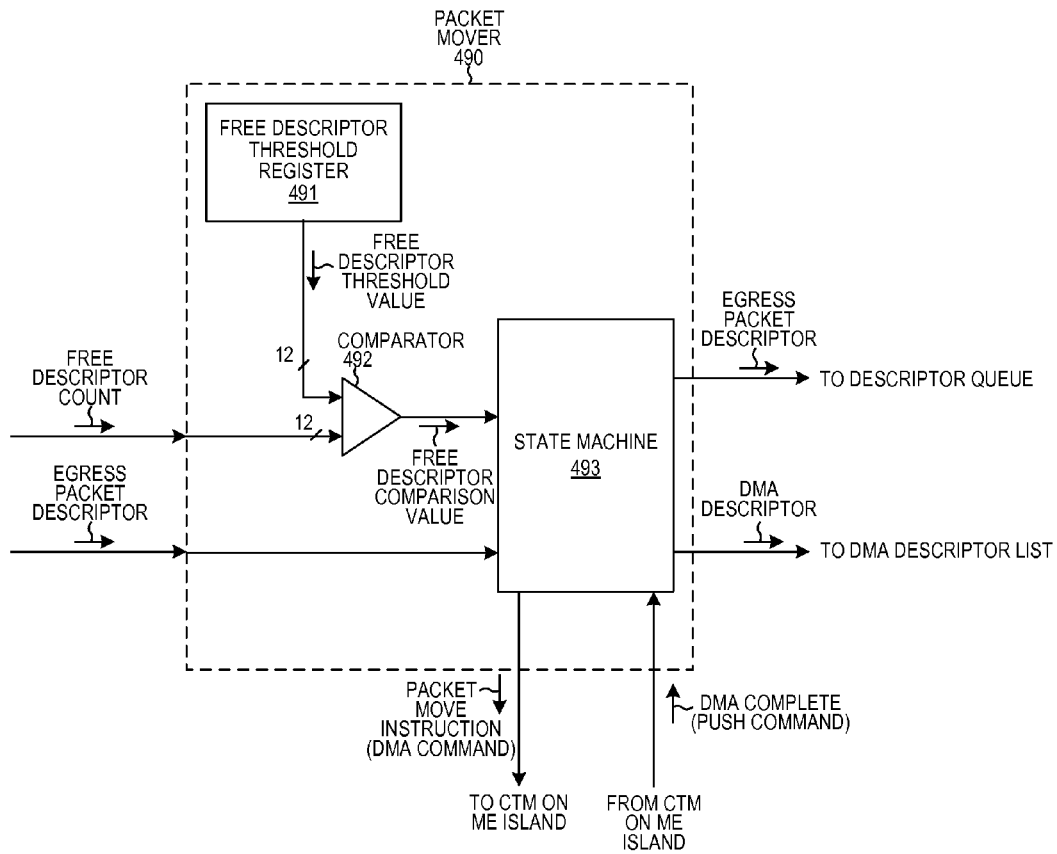 PACKET
MOVER
490
FREE DESCRIPTOR
THRESHOLD
REGISTER
491
FREE
DESCRIPTOR
THRESHOLD
VALUE
COMPARATOR
492
12
12
FREE
DESCRIPTOR
COUNT
EGRESS
PACKET
DESCRIPTOR
FREE
DESCRIPTOR
COMPARISON
VALUE
STATE MACHINE
493
EGRESS
PACKET
DESCRIPTOR
TO DESCRIPTOR QUEUE
DMA
DESCRIPTOR
TO DMA DESCRIPTOR LIST
PACKET
MOVE
INSTRUCTION
(DMA COMMAND)
DMA COMPLETE
(PUSH COMMAND)
TO CTM ON
ME ISLAND
FROM CTM
ON ME
ISLAND